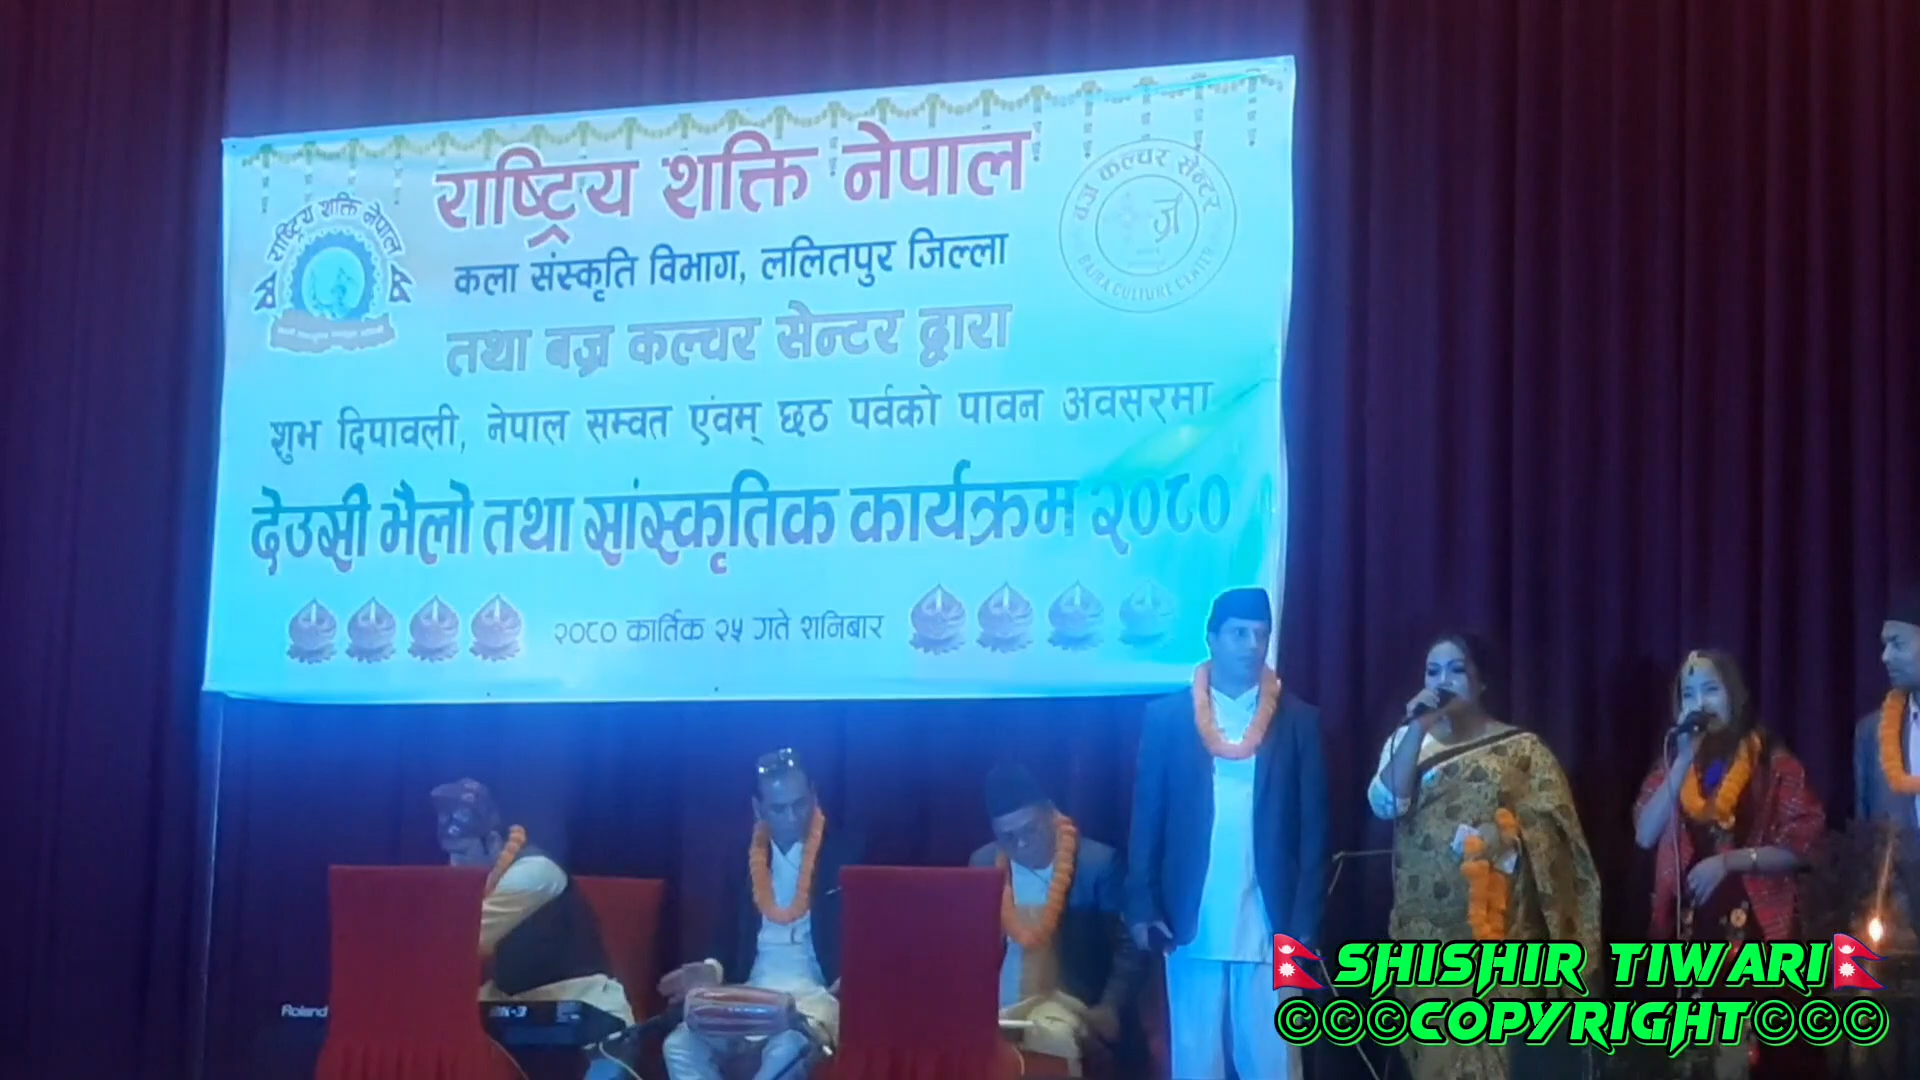 राष्ट्रिय शक्ति नेपाल
कला संस्कृति विभाग, ललितपुर जिल्ला
तथा बज्र कल्चर सेन्टर द्वारा
शुभ दिपावली, नेपाल सम्वत एंवम् छठ पर्वको पावन अवसरमा
देउसी भैलो तथा सांस्कृतिक कार्यक्रम २०८०
२०८० कार्तिक २५ गते शनिबार
राष्ट्रिय शक्ति नेपाल
बज्र कल्चर सेन्टर
BAJRA CULTURE CENTER
Roland
SHISHIR TIWARI
©©©COPYRIGHT©©©